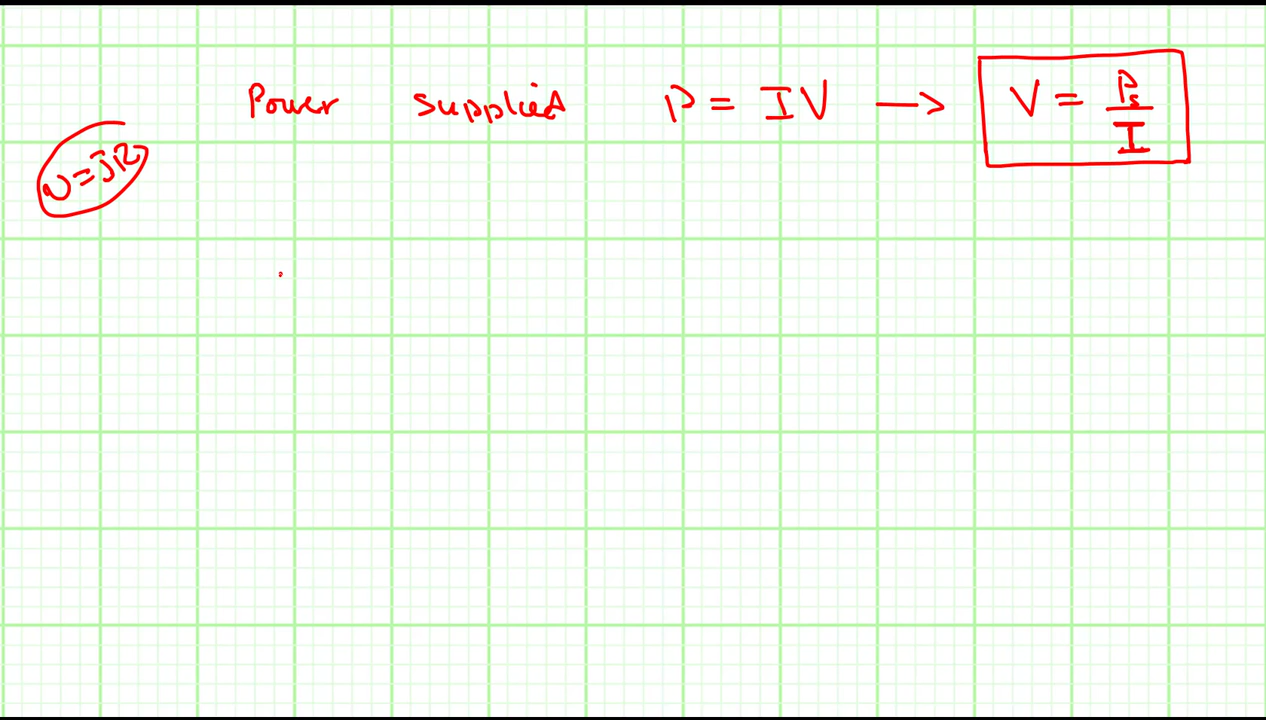 Power supplied P = IV → V = Ps/I
V=IR